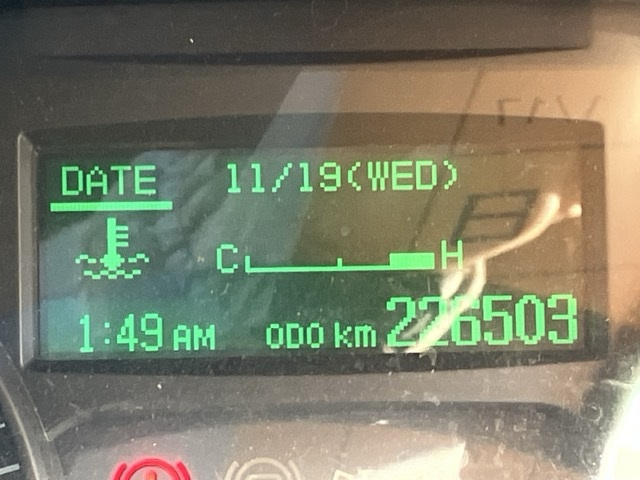 DATE 11/19(WED)
C H
1:49 AM ODO km 226503